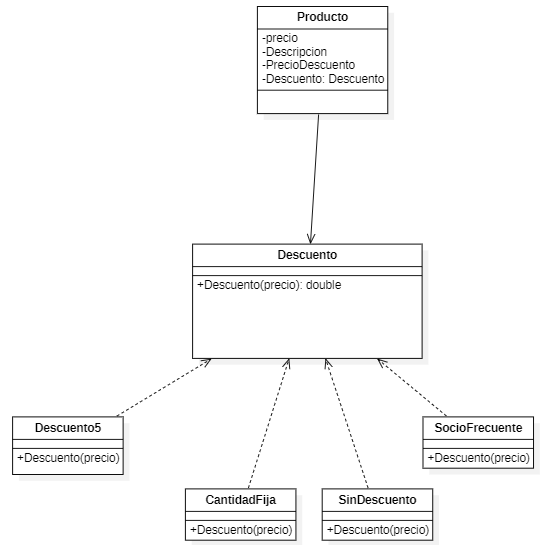 Producto
-precio
-Descripcion
-PrecioDescuento
-Descuento: Descuento
Descuento
+Descuento(precio): double
Descuento5
+Descuento(precio)
SocioFrecuente
+Descuento(precio)
CantidadFija
+Descuento(precio)
SinDescuento
+Descuento(precio)